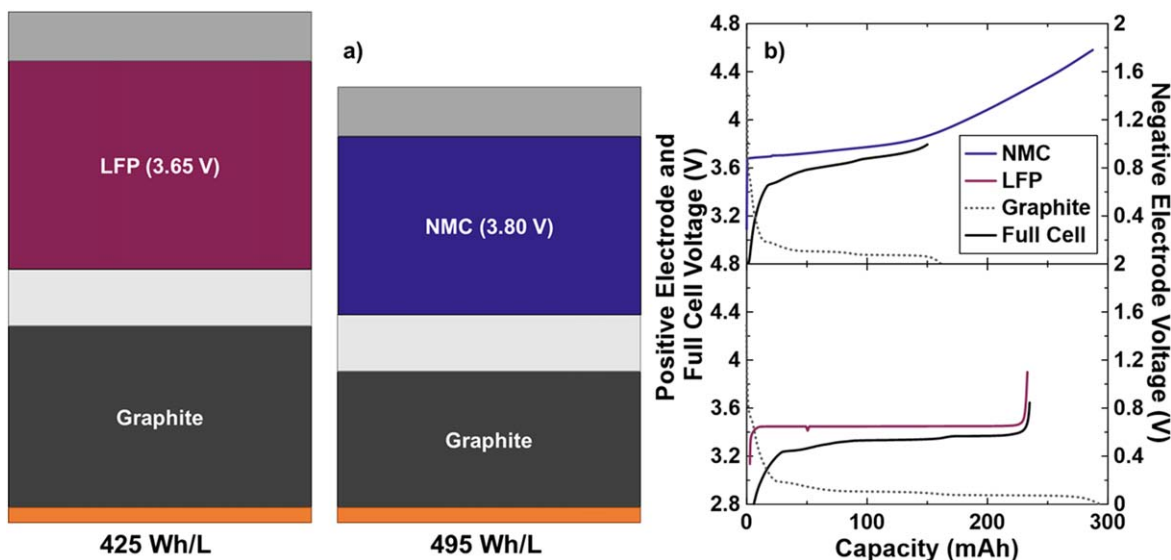 a)
LFP (3.65 V)
Graphite
425 Wh/L
NMC (3.80 V)
Graphite
495 Wh/L
b)
Positive Electrode and
Full Cell Voltage (V)
4.8
4.4
4
3.6
3.2
4.8
4.4
4
3.6
3.2
2.8
NMC
LFP
Graphite
Full Cell
2
1.6
1.2
0.8
0.4
2
1.6
1.2
0.8
0.4
0
Negative Electrode Voltage (V)
0 100 200 300
Capacity (mAh)